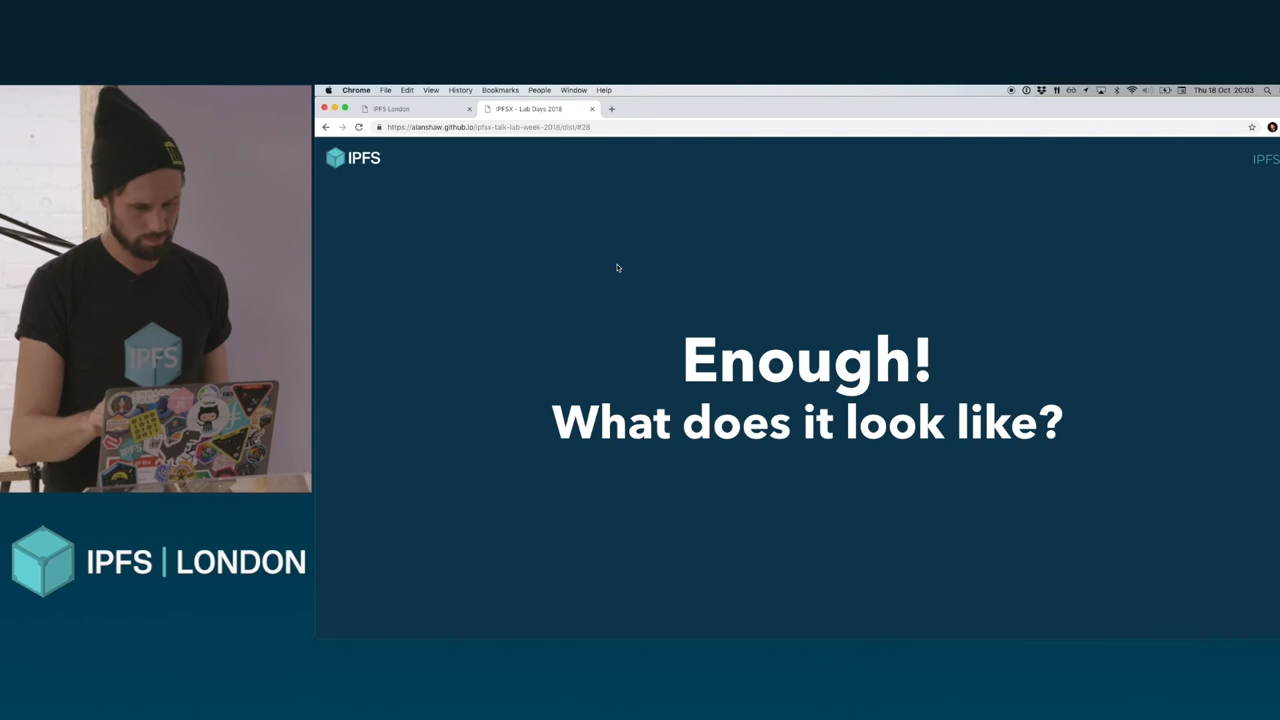 Chrome File Edit View History Bookmarks People Window Help
Thu 18 Oct 20:03
IPFS London
IPFSX - Lab Days 2018
https://alanshaw.github.io/ipfsx-talk-lab-week-2018/dist/#28
IPFS
IPFS
Enough!
What does it look like?
IPFS
IPFS | LONDON